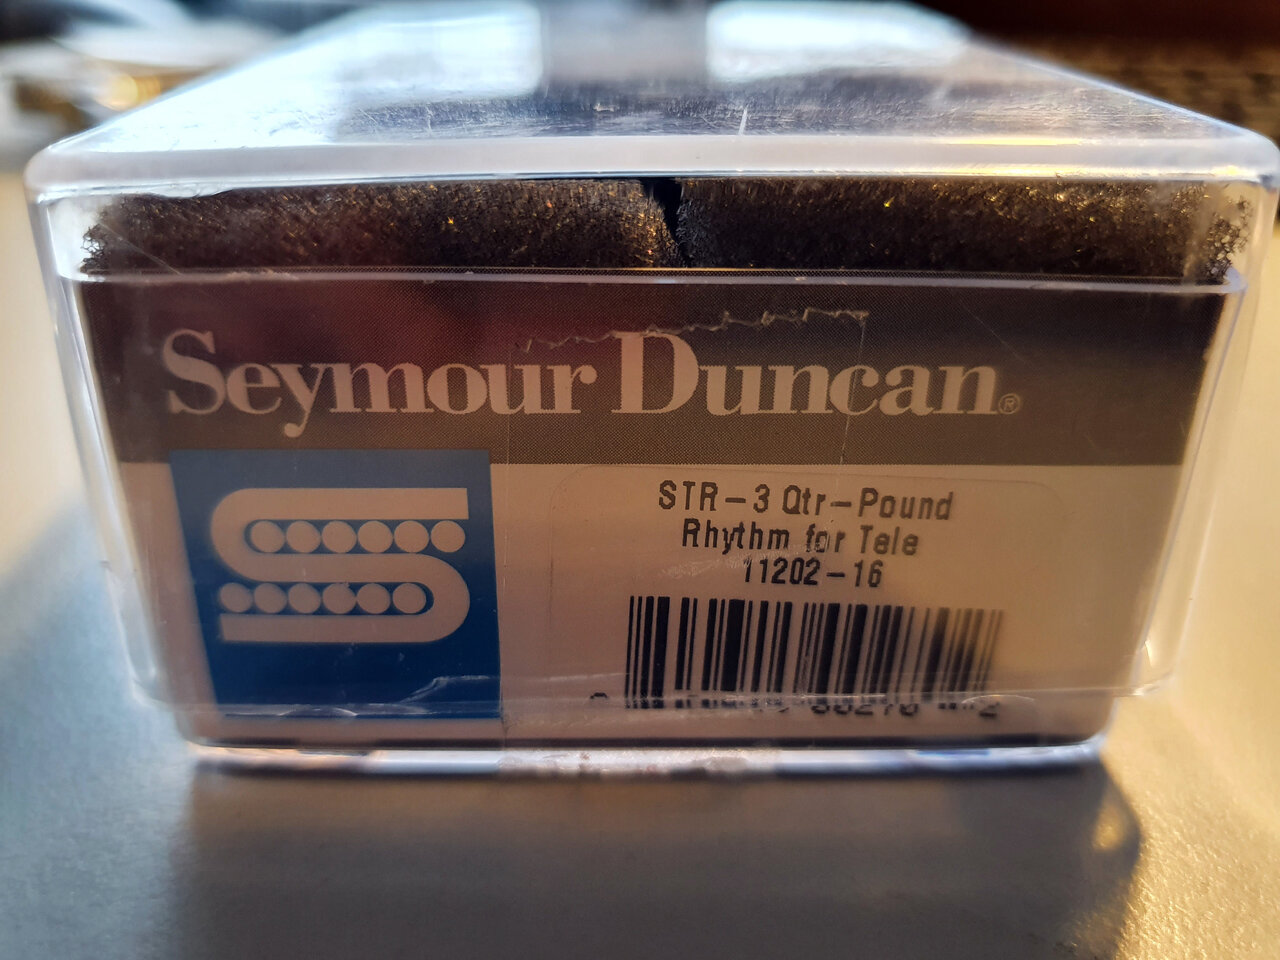 Seymour Duncan®
STR-3 Qtr-Pound
Rhythm for Tele
11202-16